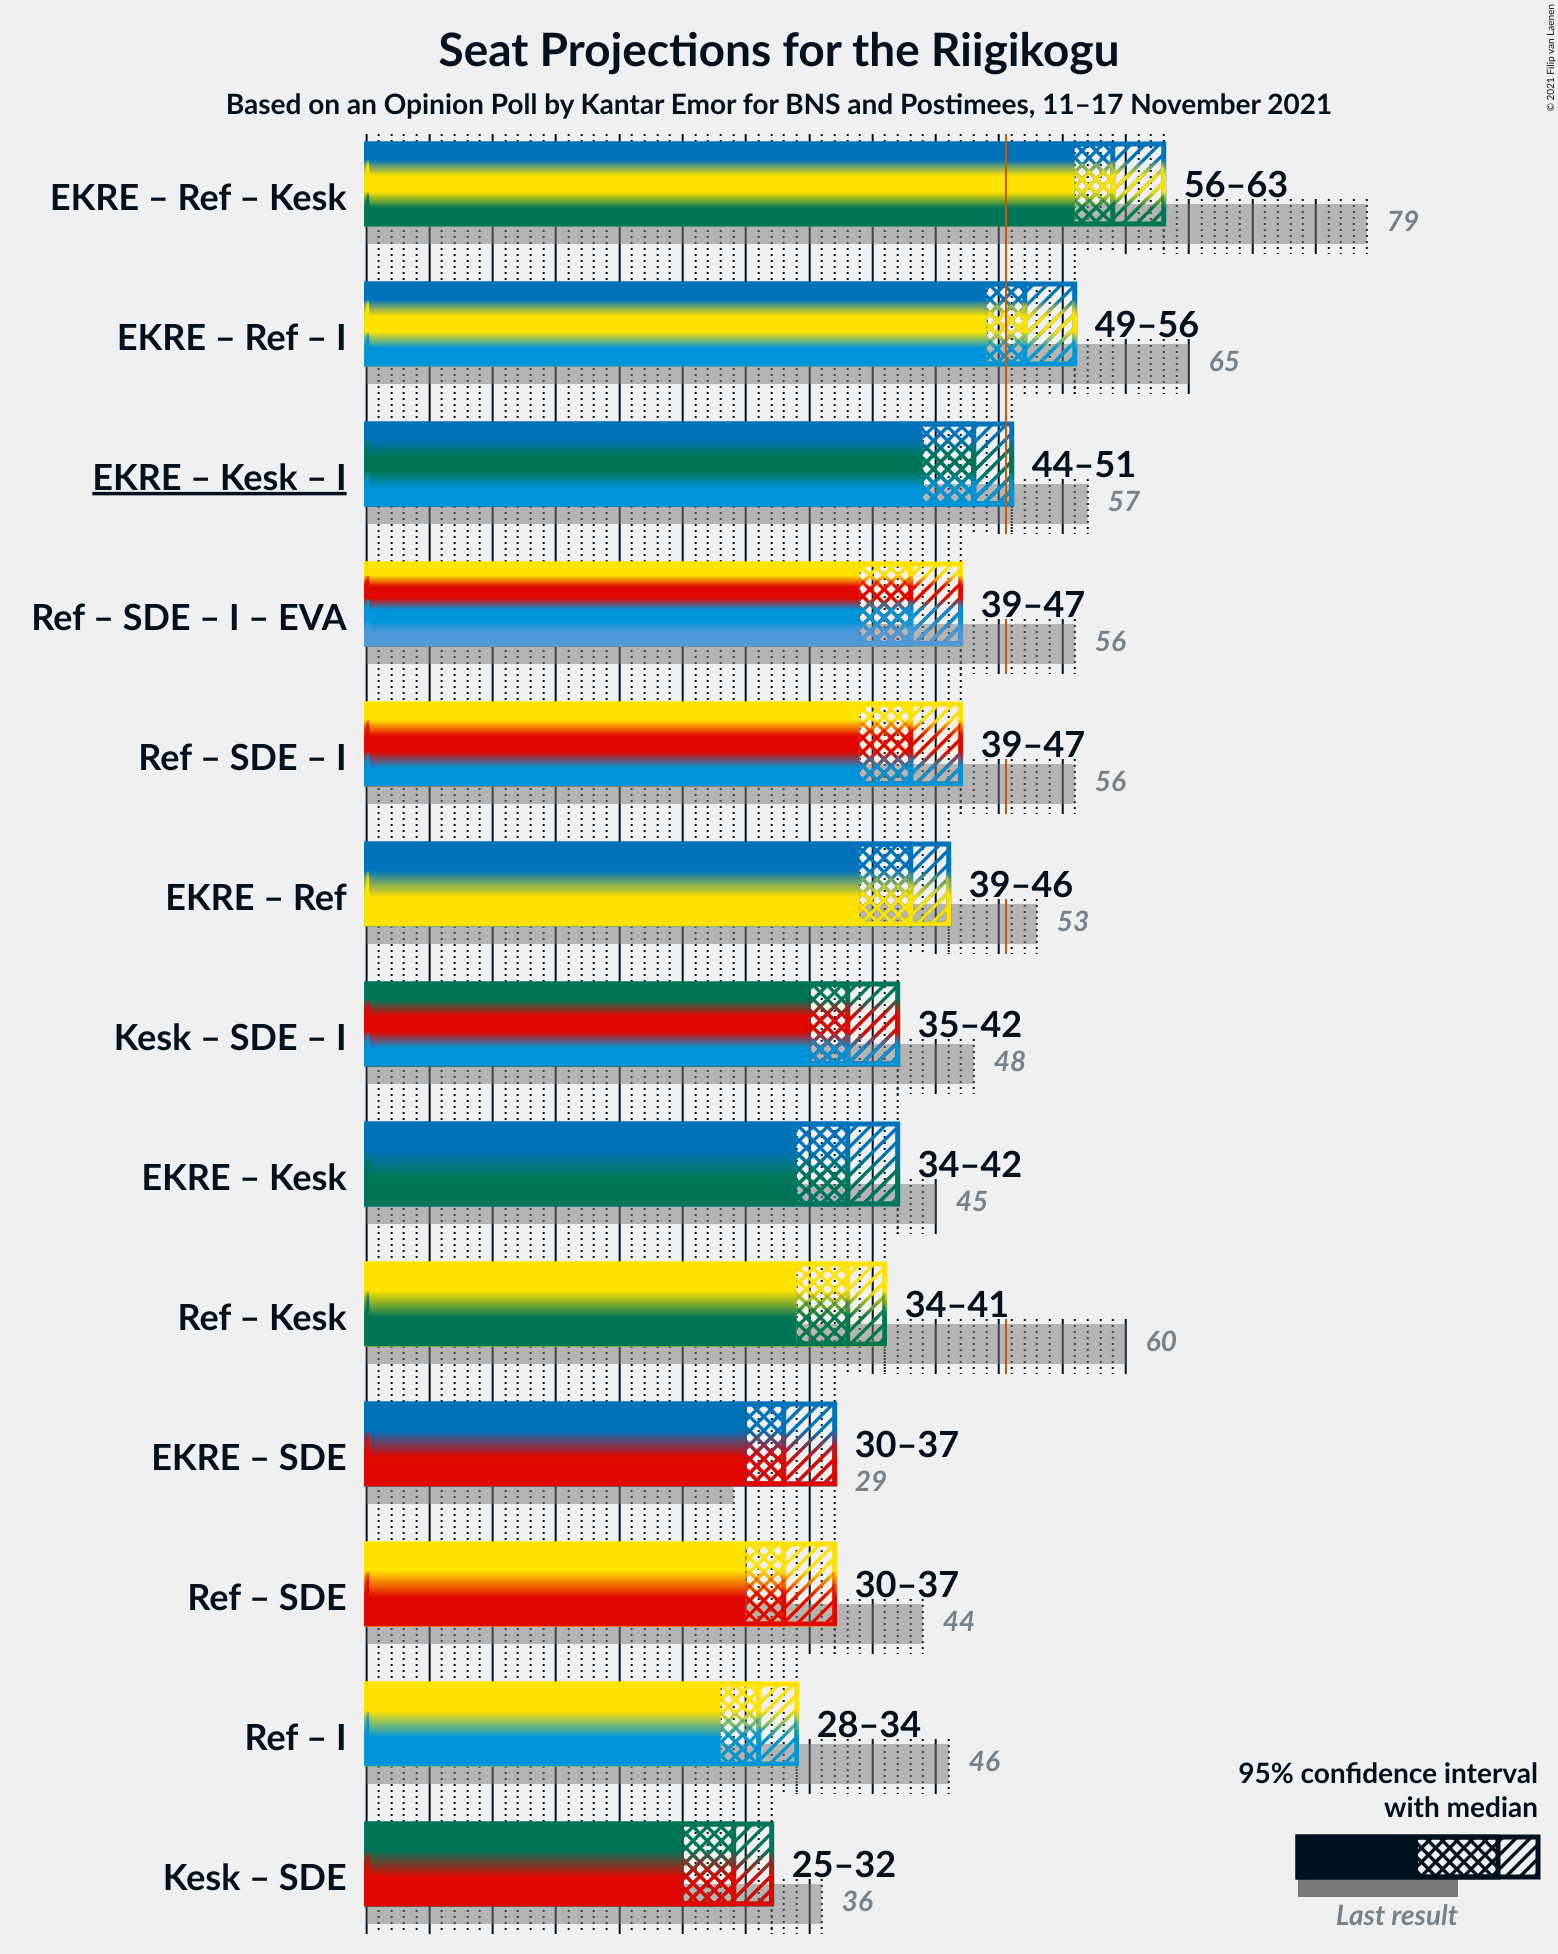 Seat Projections for the Riigikogu
Based on an Opinion Poll by Kantar Emor for BNS and Postimees, 11–17 November 2021
© 2021 Filip van Laenen
EKRE – Ref – Kesk
56–63
79
EKRE – Ref – I
49–56
65
EKRE – Kesk – I
44–51
57
Ref – SDE – I – EVA
39–47
56
Ref – SDE – I
39–47
56
EKRE – Ref
39–46
53
Kesk – SDE – I
35–42
48
EKRE – Kesk
34–42
45
Ref – Kesk
34–41
60
EKRE – SDE
30–37
29
Ref – SDE
30–37
44
Ref – I
28–34
46
Kesk – SDE
25–32
36
95% confidence interval
with median
Last result